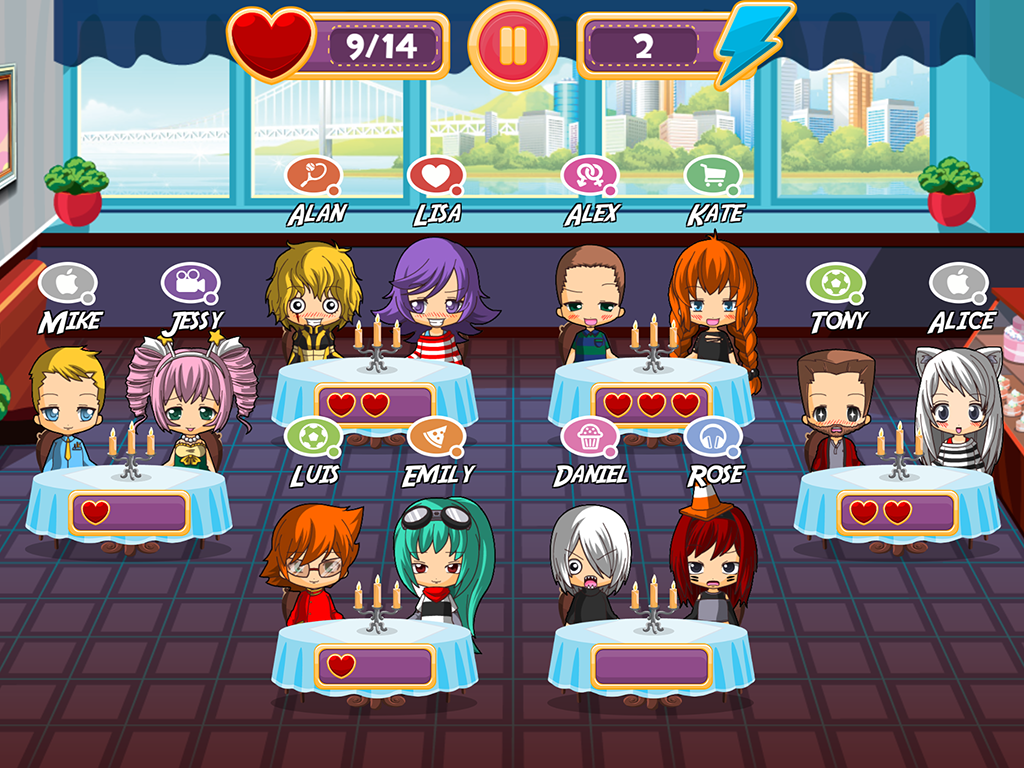 9/14
2
ALAN
LISA
ALEX
KATE
MIKE
JESSY
TONY
ALICE
LUIS
EMILY
DANIEL
ROSE